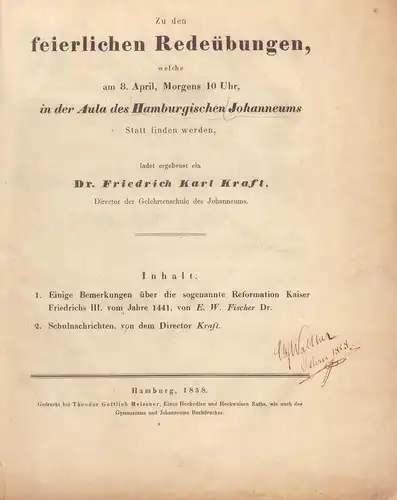 Zu den
feierlichen Redeübungen,
welche
am 8. April, Morgens 10 Uhr,
in der Aula des Hamburgischen Johanneums
Statt finden werden,
ladet ergebenst ein
Dr. Friedrich Karl Kraft,
Director der Gelehrtenschule des Johanneums.
Inhalt.
1. Einige Bemerkungen über die sogenannte Reformation Kaiser
Friedrichs III. vom Jahre 1441, von E. W. Fischer Dr.
2. Schulnachrichten, von dem Director Kraft.
Hamburg, 1858.
Gedruckt bei Theodor Gottlieb Meissner, Eines Hochedlen und Hochweisen Raths, wie auch des
Gymnasiums und Johanneums Buchdrucker.